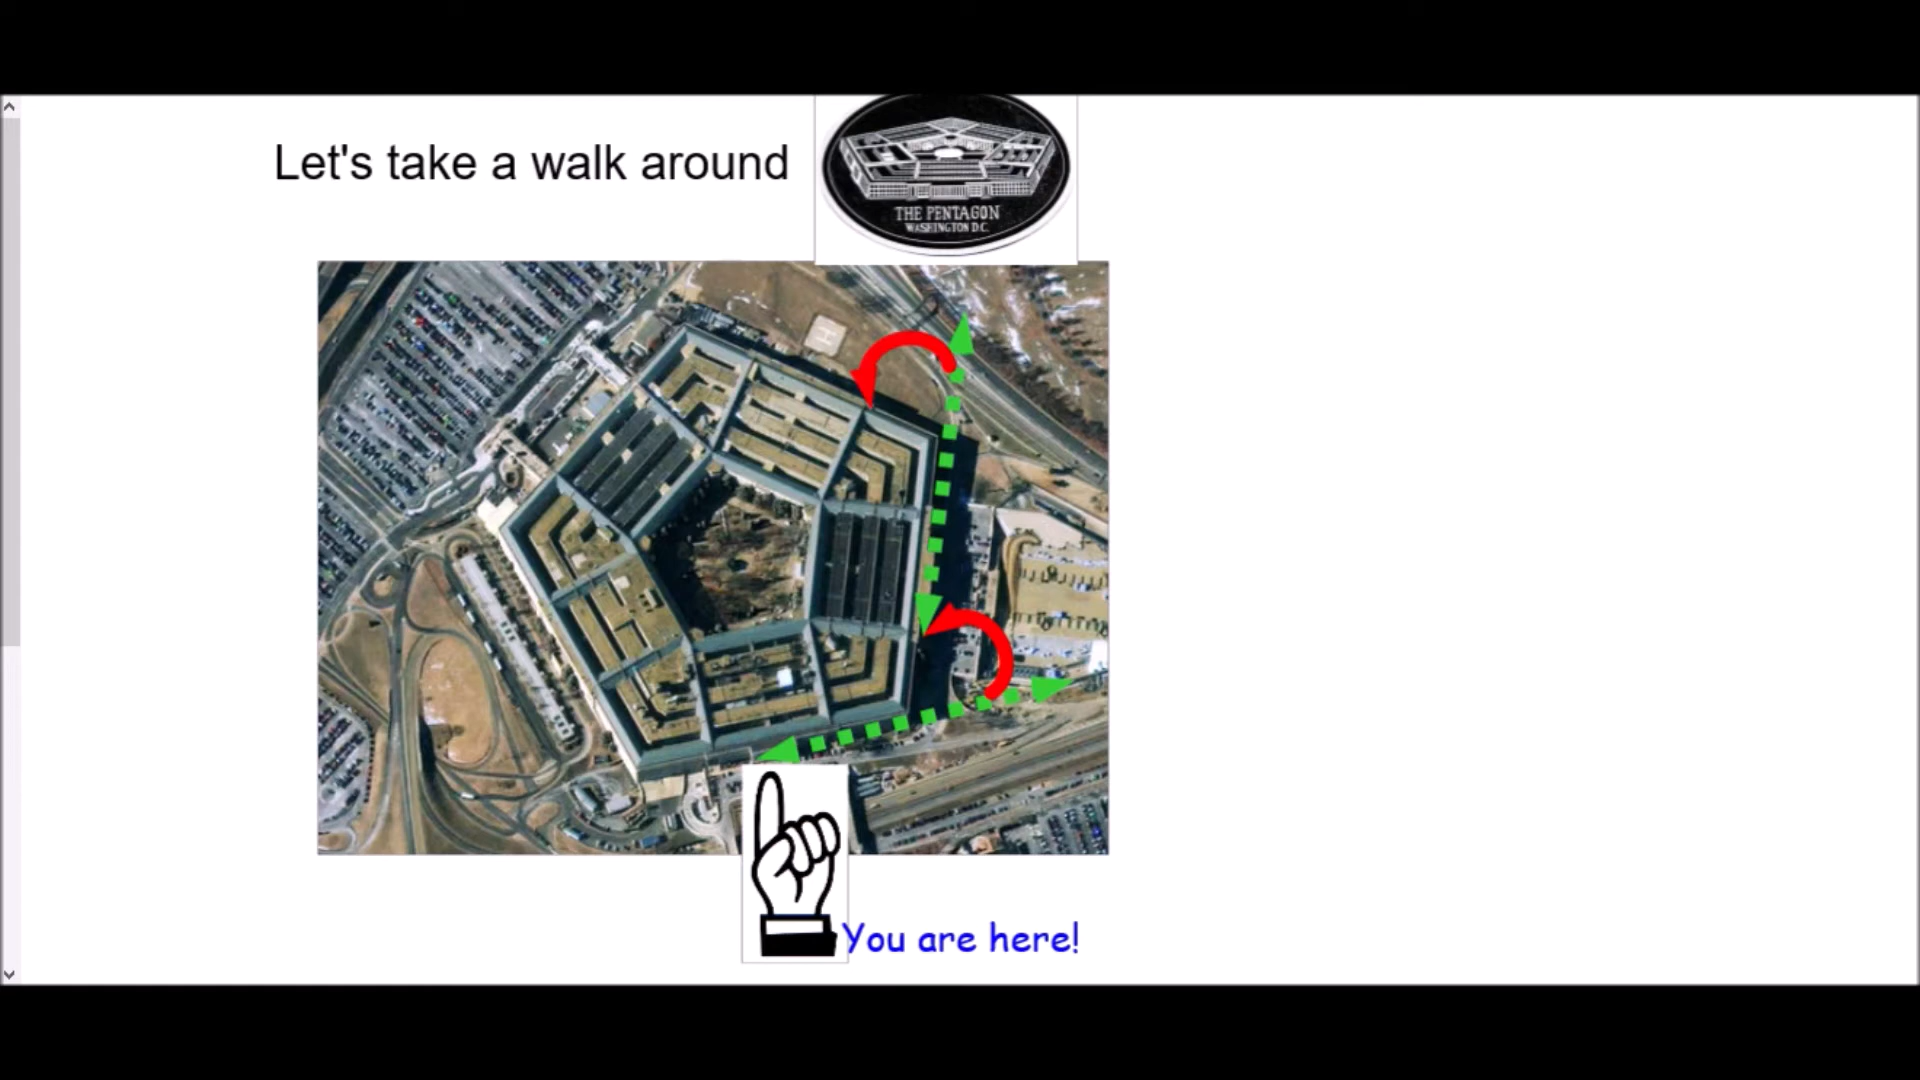 Let's take a walk around
THE PENTAGON
WASHINGTON D.C.
You are here!